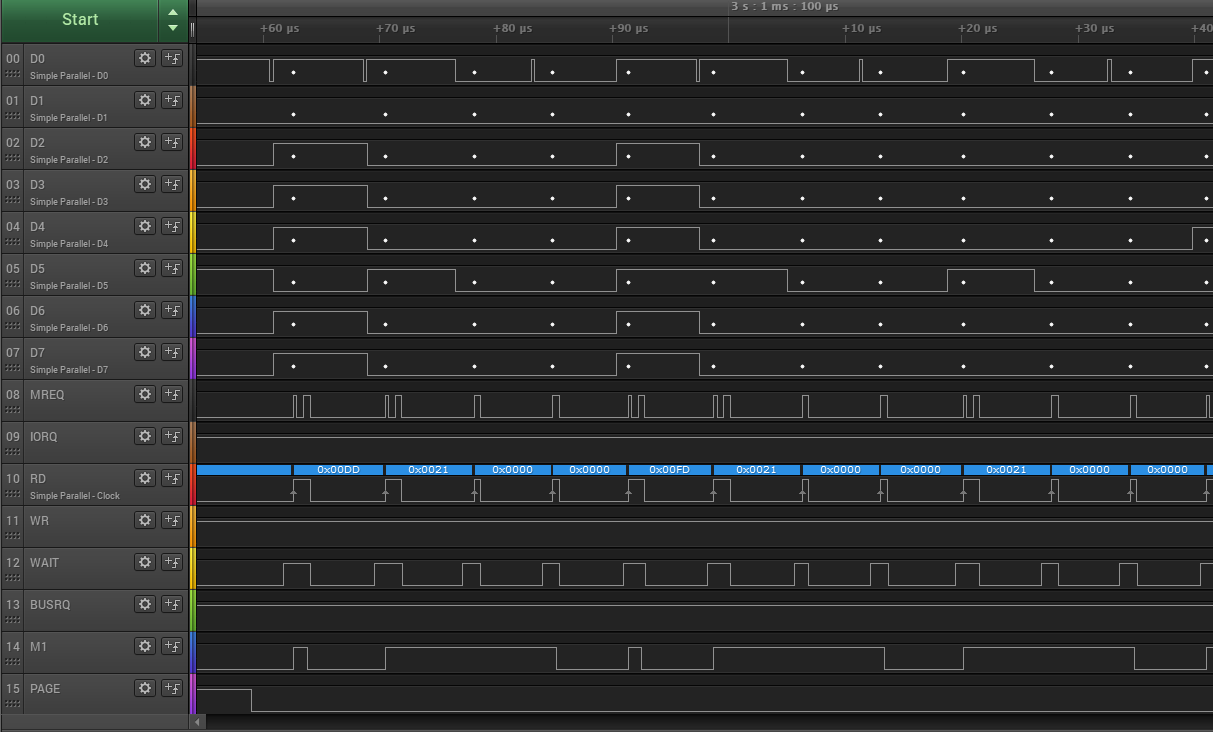 Start
3 s : 1 ms : 100 µs
+60 µs +70 µs +80 µs +90 µs +10 µs +20 µs +30 µs +40
00 D0
Simple Parallel - D0
01 D1
Simple Parallel - D1
02 D2
Simple Parallel - D2
03 D3
Simple Parallel - D3
04 D4
Simple Parallel - D4
05 D5
Simple Parallel - D5
06 D6
Simple Parallel - D6
07 D7
Simple Parallel - D7
08 MREQ
09 IORQ
0x00DD 0x0021 0x0000 0x0000 0x00FD 0x0021 0x0000 0x0000 0x0021 0x0000 0x0000
10 RD
Simple Parallel - Clock
11 WR
12 WAIT
13 BUSRQ
14 M1
15 PAGE